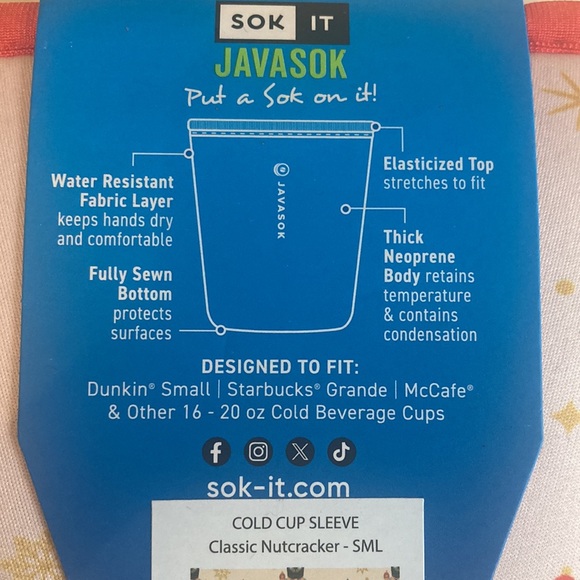 SOK IT
JAVASOK
Put a Sok on it!
Elasticized Top
stretches to fit
Water Resistant
Fabric Layer
keeps hands dry
and comfortable
JAVASOK
Thick
Neoprene
Body retains
temperature
& contains
condensation
Fully Sewn
Bottom
protects
surfaces
DESIGNED TO FIT:
Dunkin® Small | Starbucks® Grande | McCafe®
& Other 16 - 20 oz Cold Beverage Cups
sok-it.com
COLD CUP SLEEVE
Classic Nutcracker - SML